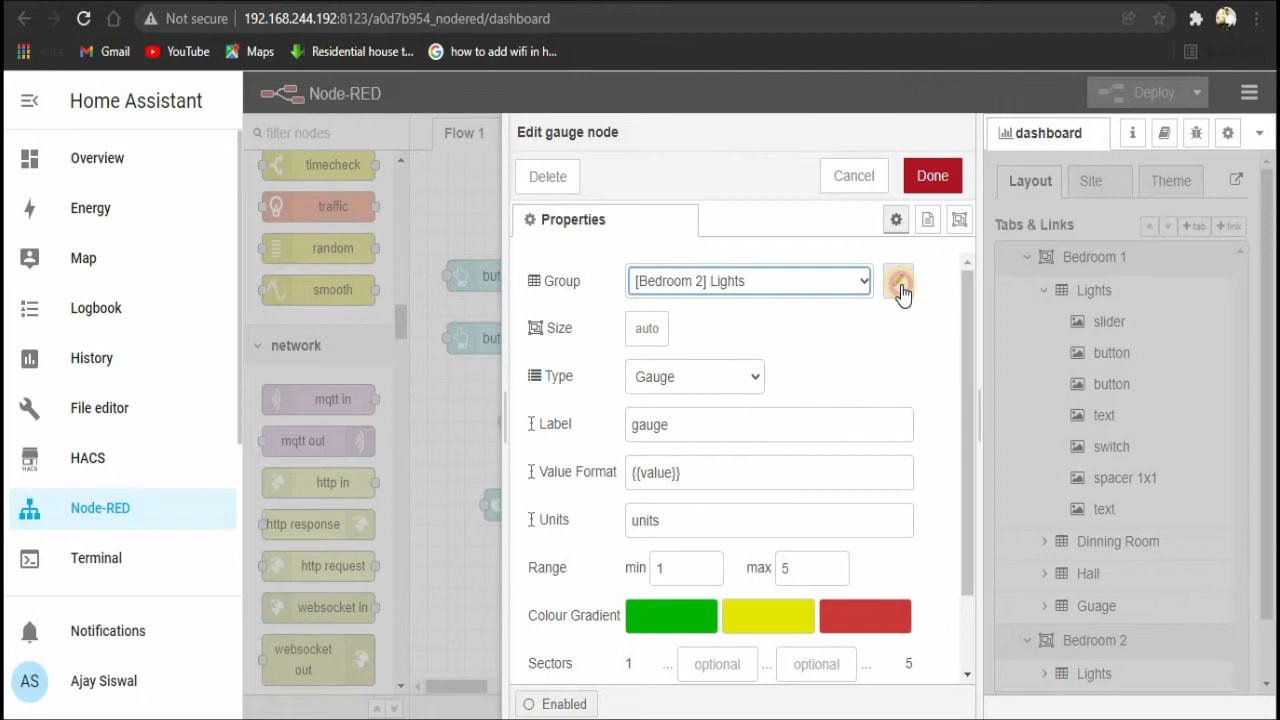 Not secure
192.168.244.192:8123/a0d7b954_nodered/dashboard
Gmail
YouTube
Maps
Residential house t...
how to add wifi in h...
Home Assistant
Overview
Energy
Map
Logbook
History
File editor
HACS
HACS
Node-RED
Terminal
Notifications
AS
Ajay Siswal
Node-RED
Deploy
filter nodes
timecheck
traffic
random
smooth
network
mqtt in
mqtt out
http in
http response
http request
websocket in
websocket
out
Flow 1
but
but
Edit gauge node
Delete
Cancel
Done
Properties
Group
[Bedroom 2] Lights
Size
auto
Type
Gauge
Label
gauge
Value Format
{{value}}
Units
units
Range
min
1
max
5
Colour Gradient
Sectors
1
...
optional
...
optional
...
5
Enabled
dashboard
Layout
Site
Theme
Tabs & Links
+tab
+link
Bedroom 1
Lights
slider
button
button
text
switch
spacer 1x1
text
Dinning Room
Hall
Guage
Bedroom 2
Lights